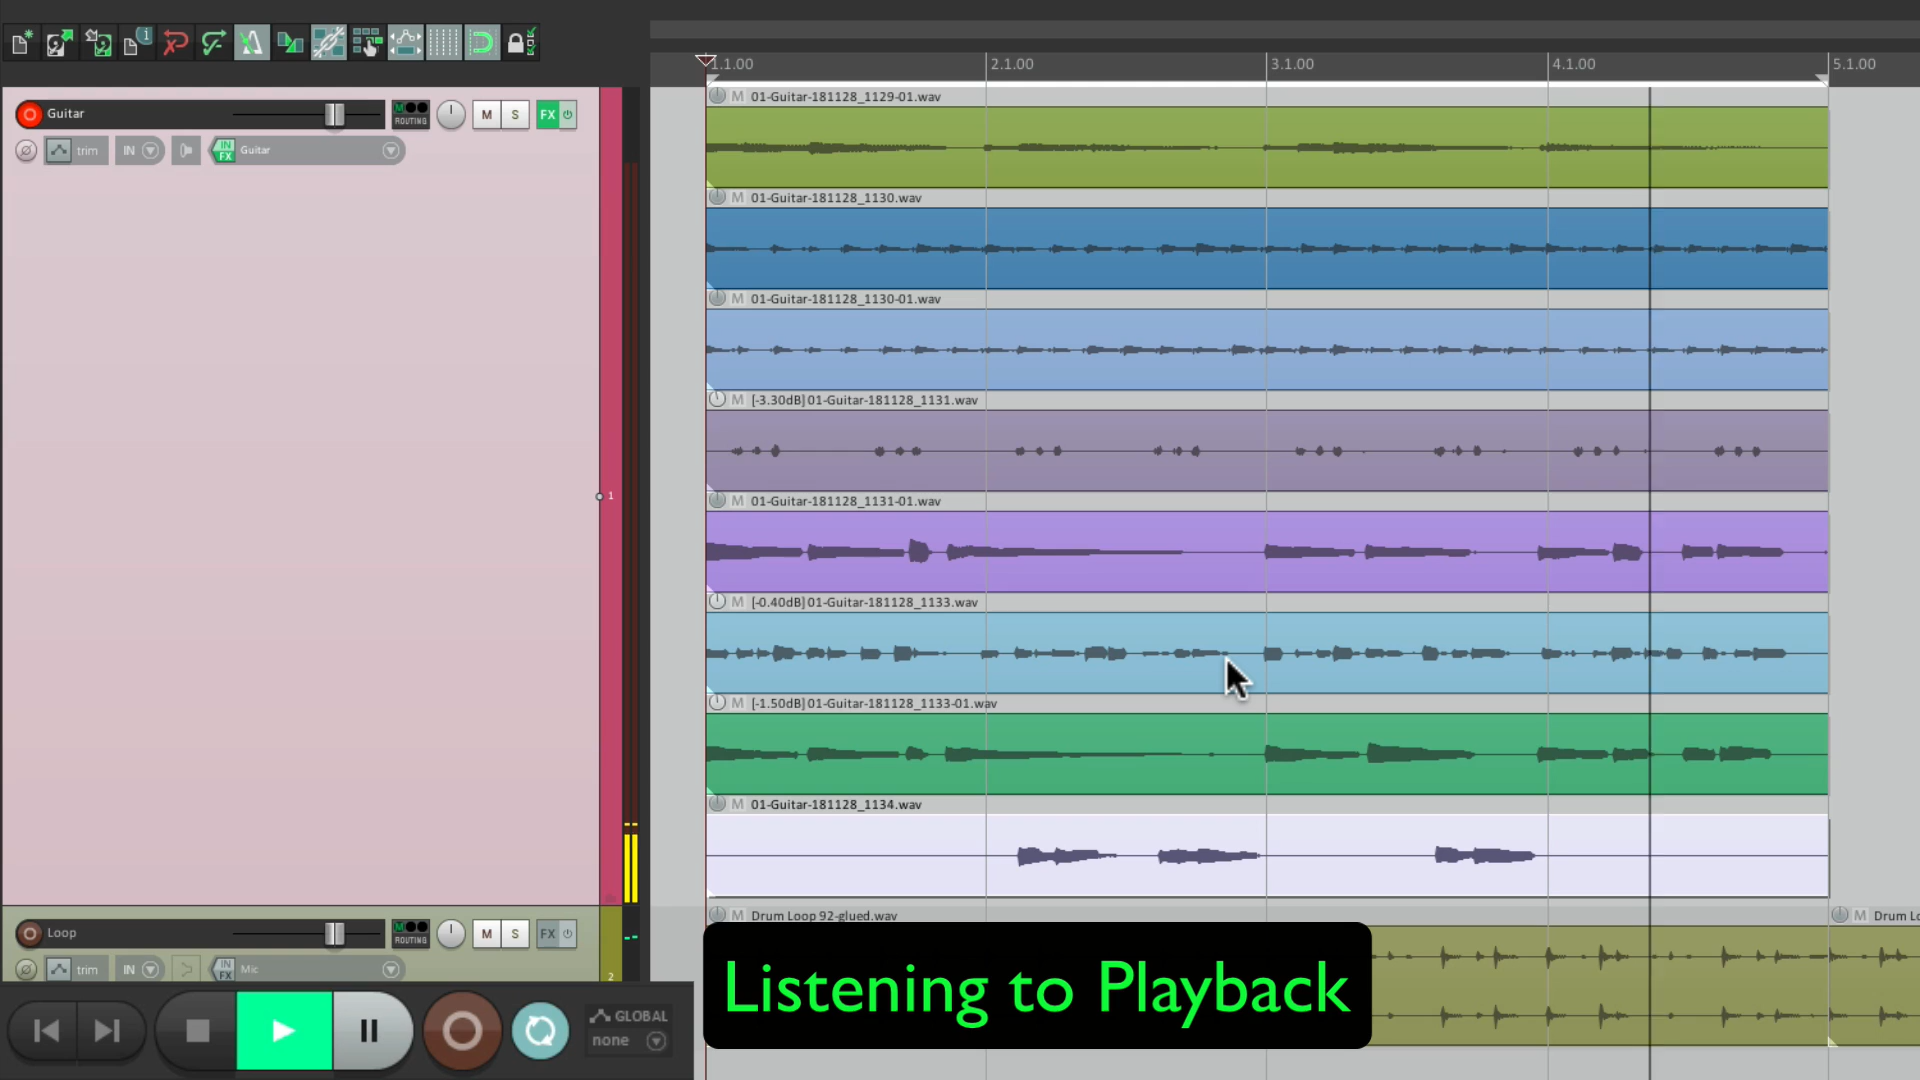 1.1.00 2.1.00 3.1.00 4.1.00 5.1.00
Guitar
ROUTING
M S FX
trim IN IN FX Guitar
M 01-Guitar-181128_1129-01.wav
M 01-Guitar-181128_1130.wav
M 01-Guitar-181128_1130-01.wav
M [-3.30dB] 01-Guitar-181128_1131.wav
1
M 01-Guitar-181128_1131-01.wav
M [-0.40dB] 01-Guitar-181128_1133.wav
M [-1.50dB] 01-Guitar-181128_1133-01.wav
M 01-Guitar-181128_1134.wav
M Drum Loop 92-glued.wav
M Drum Lo
Loop
ROUTING
M S FX
trim IN IN FX Mic
2
Listening to Playback
GLOBAL
none